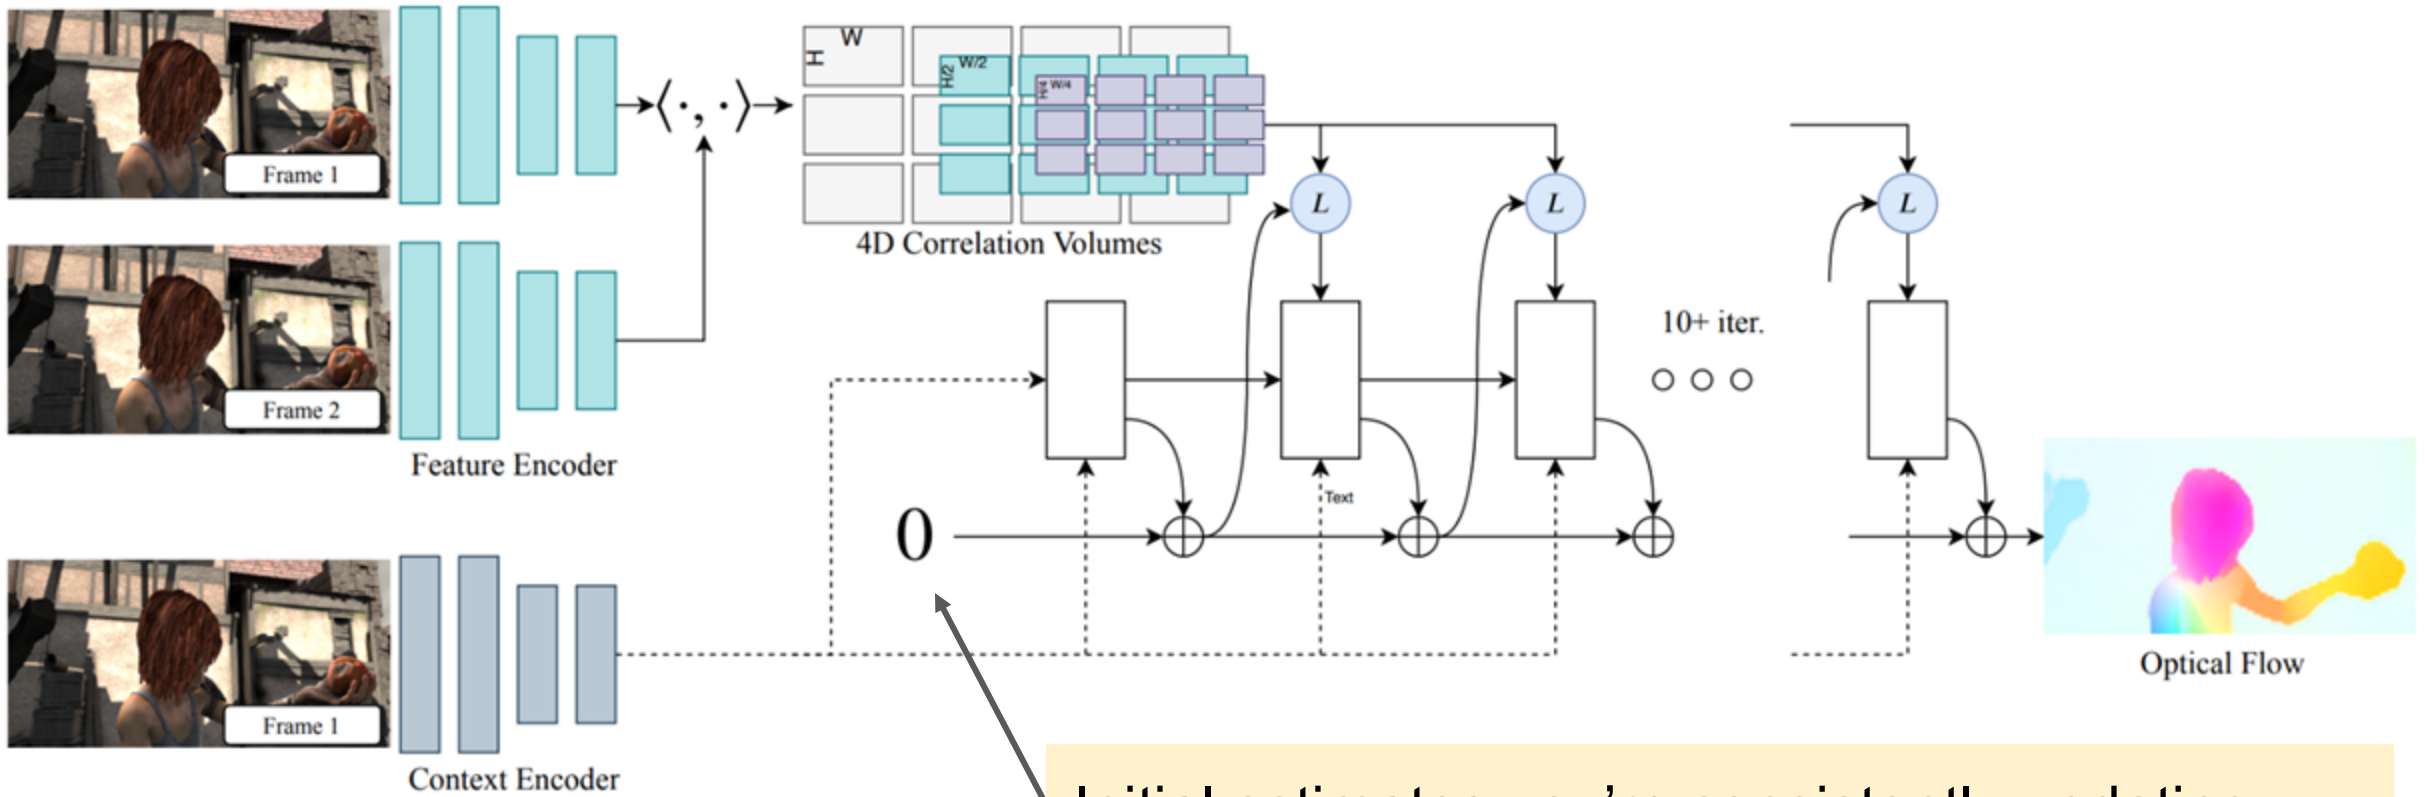 Frame 1
Frame 2
Feature Encoder
Frame 1
Context Encoder
⟨·, ·⟩
H
W
H/2
W/2
H/4
W/4
4D Correlation Volumes
L
L
L
10+ iter.
Text
0
Optical Flow